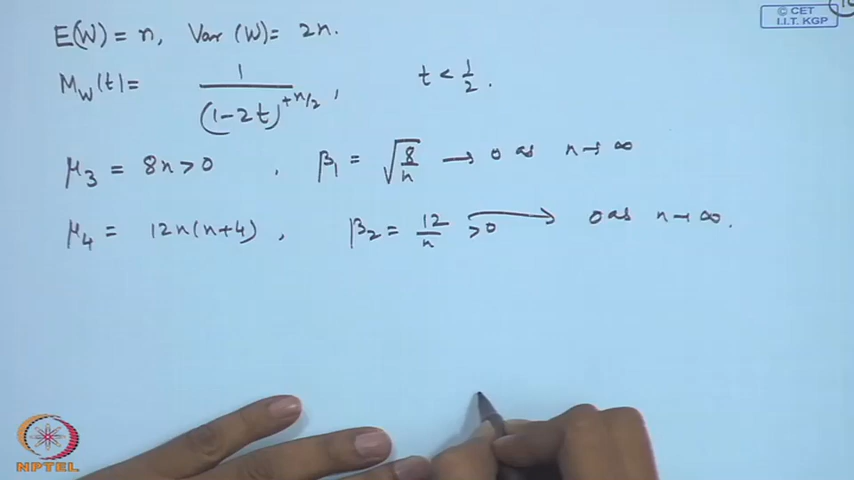 © CET
I.I.T. KGP
E(W) = n, Var (W) = 2n.
M_W(t) = 1/(1-2t)^{+n/2}, t < 1/2.
μ_3 = 8n > 0, β_1 = √(8/n) → 0 as n → ∞
μ_4 = 12n(n+4), β_2 = 12/n > 0 → 0 as n → ∞.
NPTEL